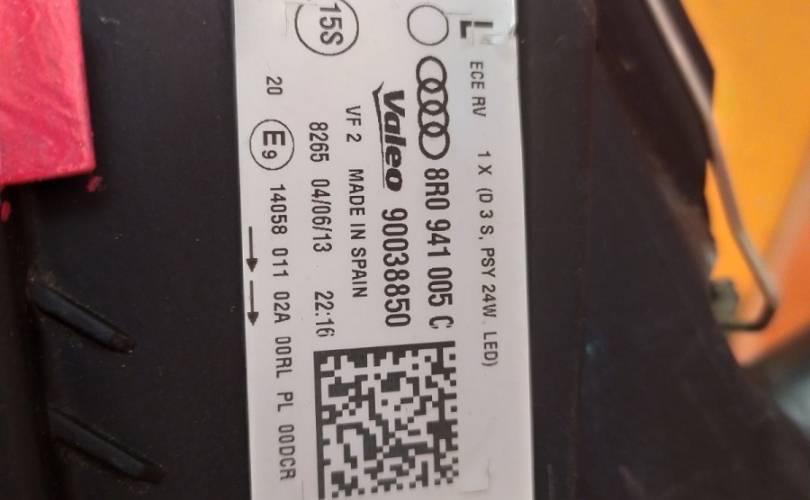 L ECE RV 1 X (D 3 S, PSY 24W, LED)
8R0 941 005 C
Valeo 90038850
15S VF 2 MADE IN SPAIN
8265 04/06/13 22:16
20 E9 14058 011 02A 00RL PL 00DCR